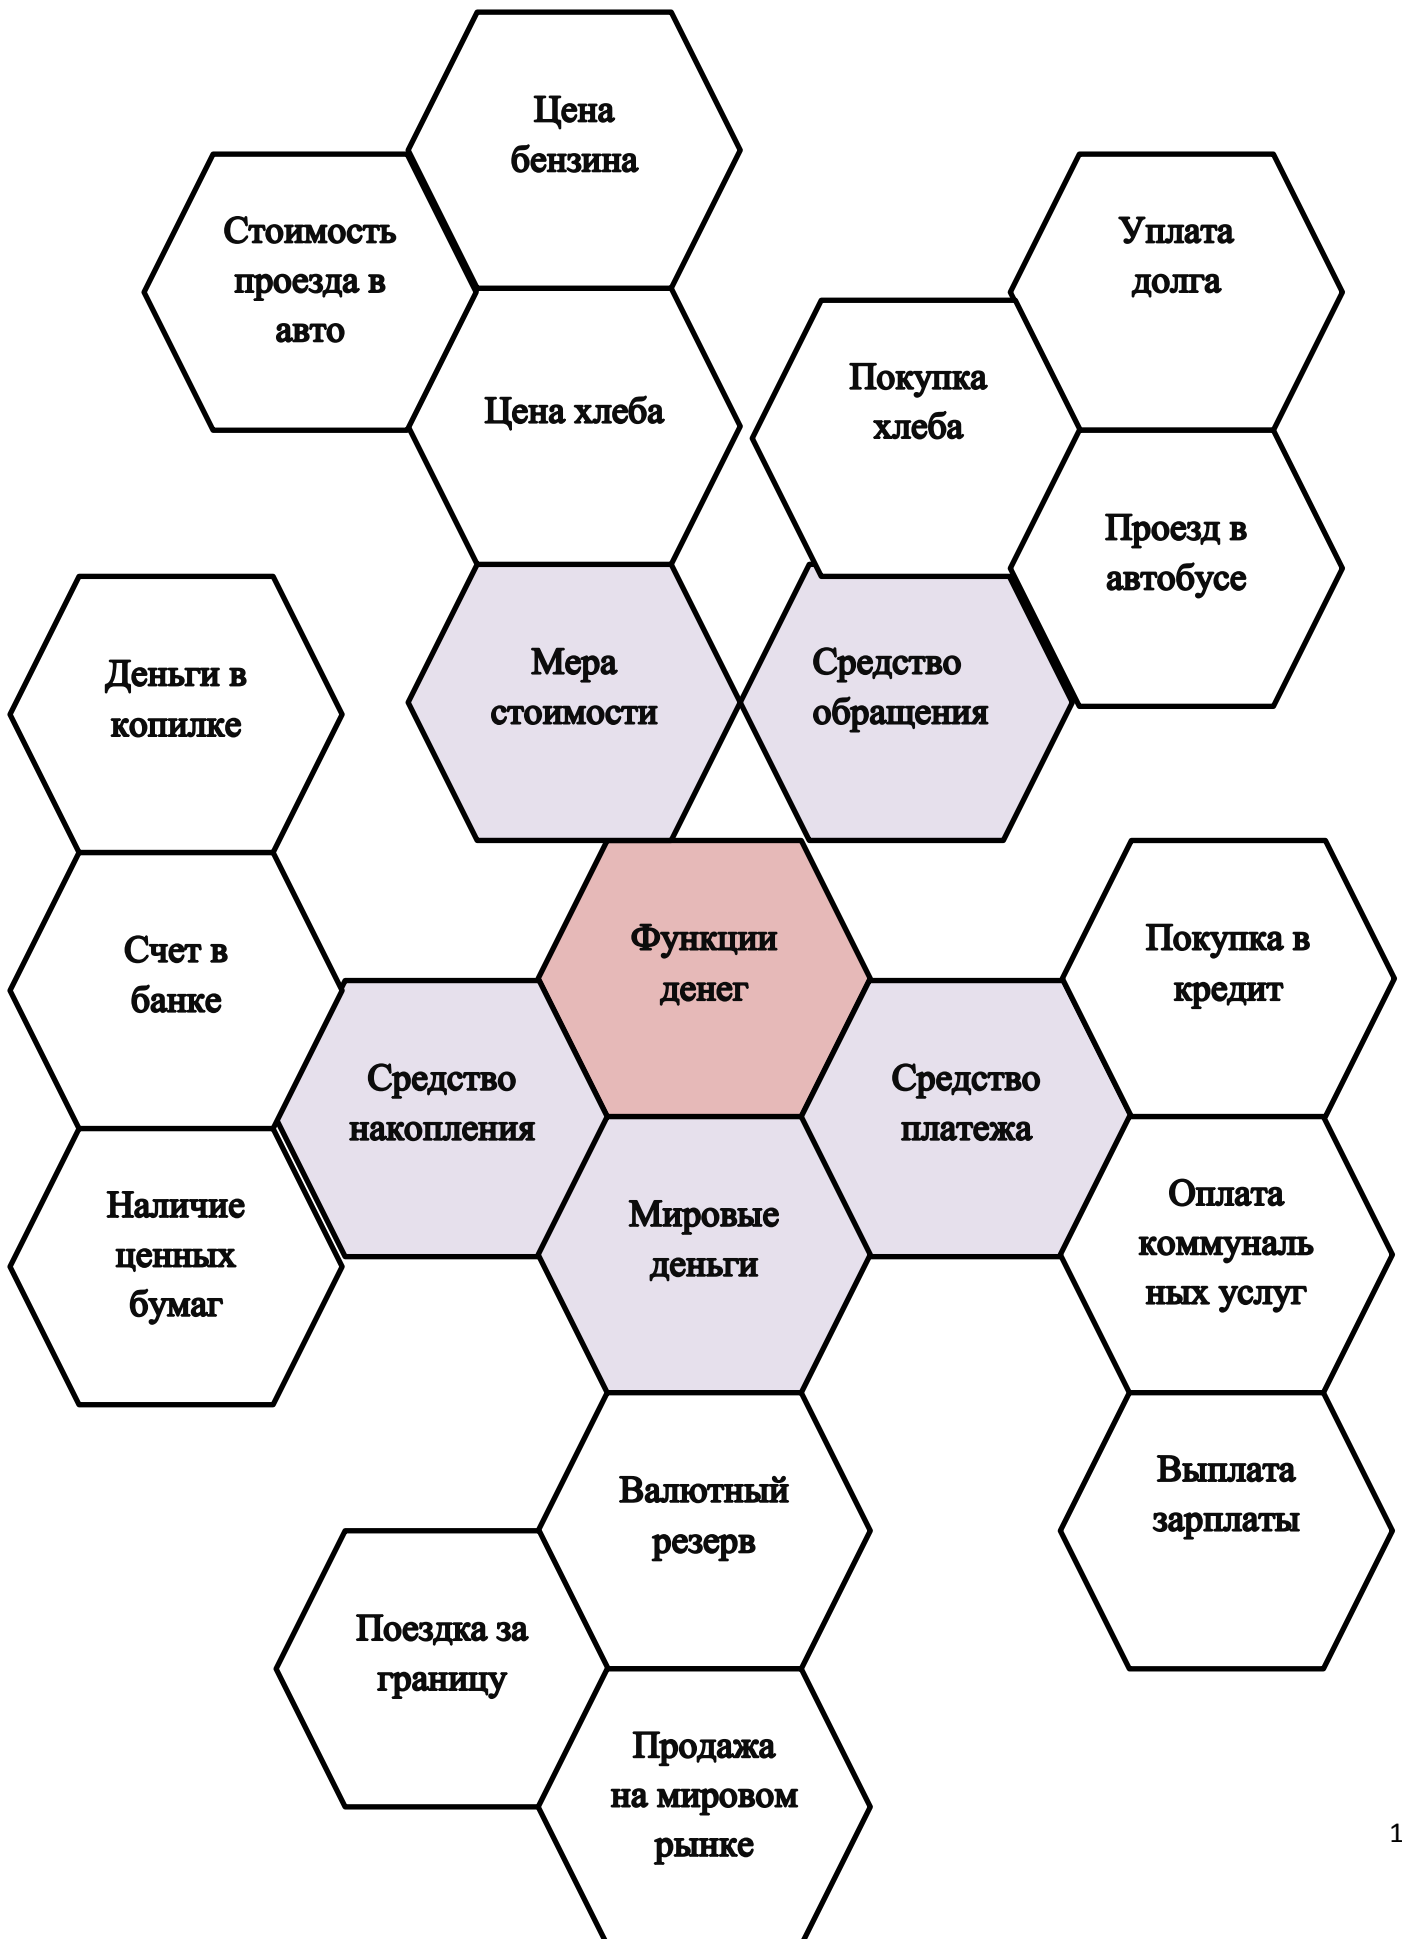 Цена
бензина
Стоимость
проезда в
авто
Уплата
долга
Цена хлеба
Покупка
хлеба
Проезд в
автобусе
Мера
стоимости
Средство
обращения
Деньги в
копилке
Счет в
банке
Функции
денег
Покупка в
кредит
Средство
накопления
Средство
платежа
Наличие
ценных
бумаг
Мировые
деньги
Оплата
коммуналь
ных услуг
Валютный
резерв
Выплата
зарплаты
Поездка за
границу
Продажа
на мировом
рынке
1